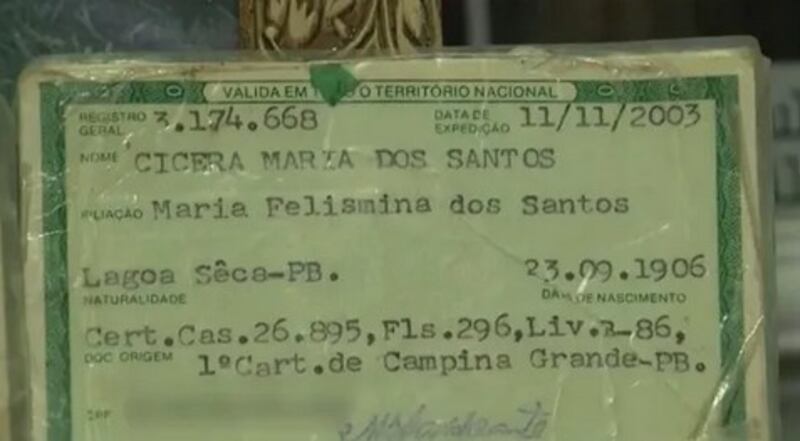 VALIDA EM TODO TERRITÓRIO NACIONAL
REGISTRO GERAL 3.174.668 DATA DE EXPEDIÇÃO 11/11/2003
NOME CICERA MARIA DOS SANTOS
FILIAÇÃO Maria Felismina dos Santos
Lagoa Sêca-PB. 23.09.1906
NATURALIDADE DATA DE NASCIMENTO
Cert.Cas.26.895,Fls.296,Liv.
-86,
DOC ORIGEM 1ºCart.de Campina Grande-PB.
CPF